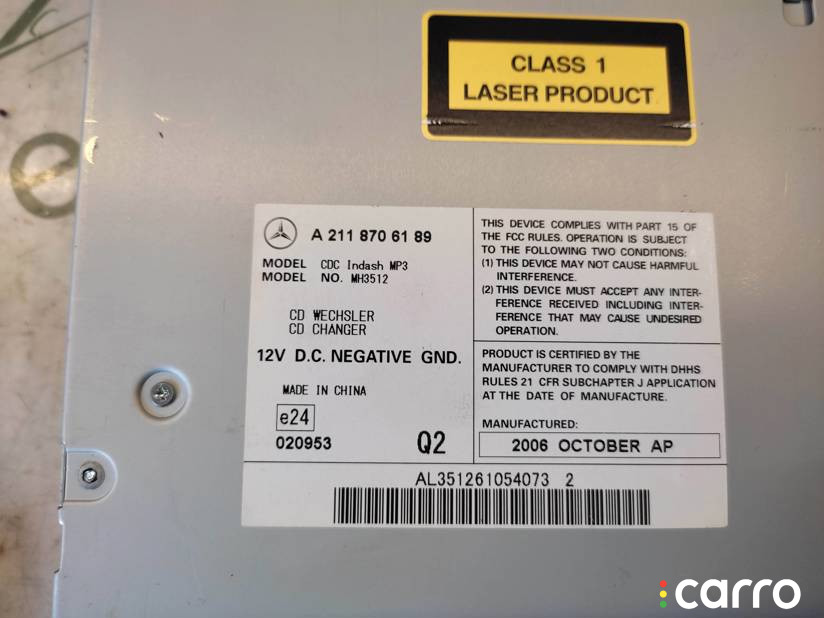 CLASS 1
LASER PRODUCT
A 211 870 61 89
MODEL CDC Indash MP3
MODEL NO. MH3512
CD WECHSLER
CD CHANGER
12V D.C. NEGATIVE GND.
MADE IN CHINA
e24
020953 Q2
THIS DEVICE COMPLIES WITH PART 15 OF
THE FCC RULES. OPERATION IS SUBJECT
TO THE FOLLOWING TWO CONDITIONS:
(1) THIS DEVICE MAY NOT CAUSE HARMFUL
INTERFERENCE.
(2) THIS DEVICE MUST ACCEPT ANY INTER-
FERENCE RECEIVED INCLUDING INTER-
FERENCE THAT MAY CAUSE UNDESIRED
OPERATION.
PRODUCT IS CERTIFIED BY THE
MANUFACTURER TO COMPLY WITH DHHS
RULES 21 CFR SUBCHAPTER J APPLICATION
AT THE DATE OF MANUFACTURE.
MANUFACTURED:
2006 OCTOBER AP
AL351261054073 2
carro